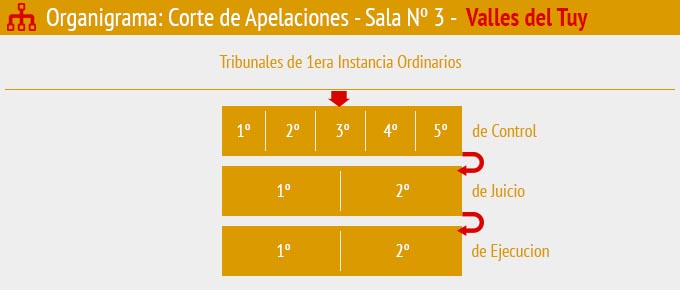 Organigrama: Corte de Apelaciones - Sala Nº 3 - Valles del Tuy
Tribunales de 1era Instancia Ordinarios
1º 2º 3º 4º 5º de Control
1º 2º de Juicio
1º 2º de Ejecucion